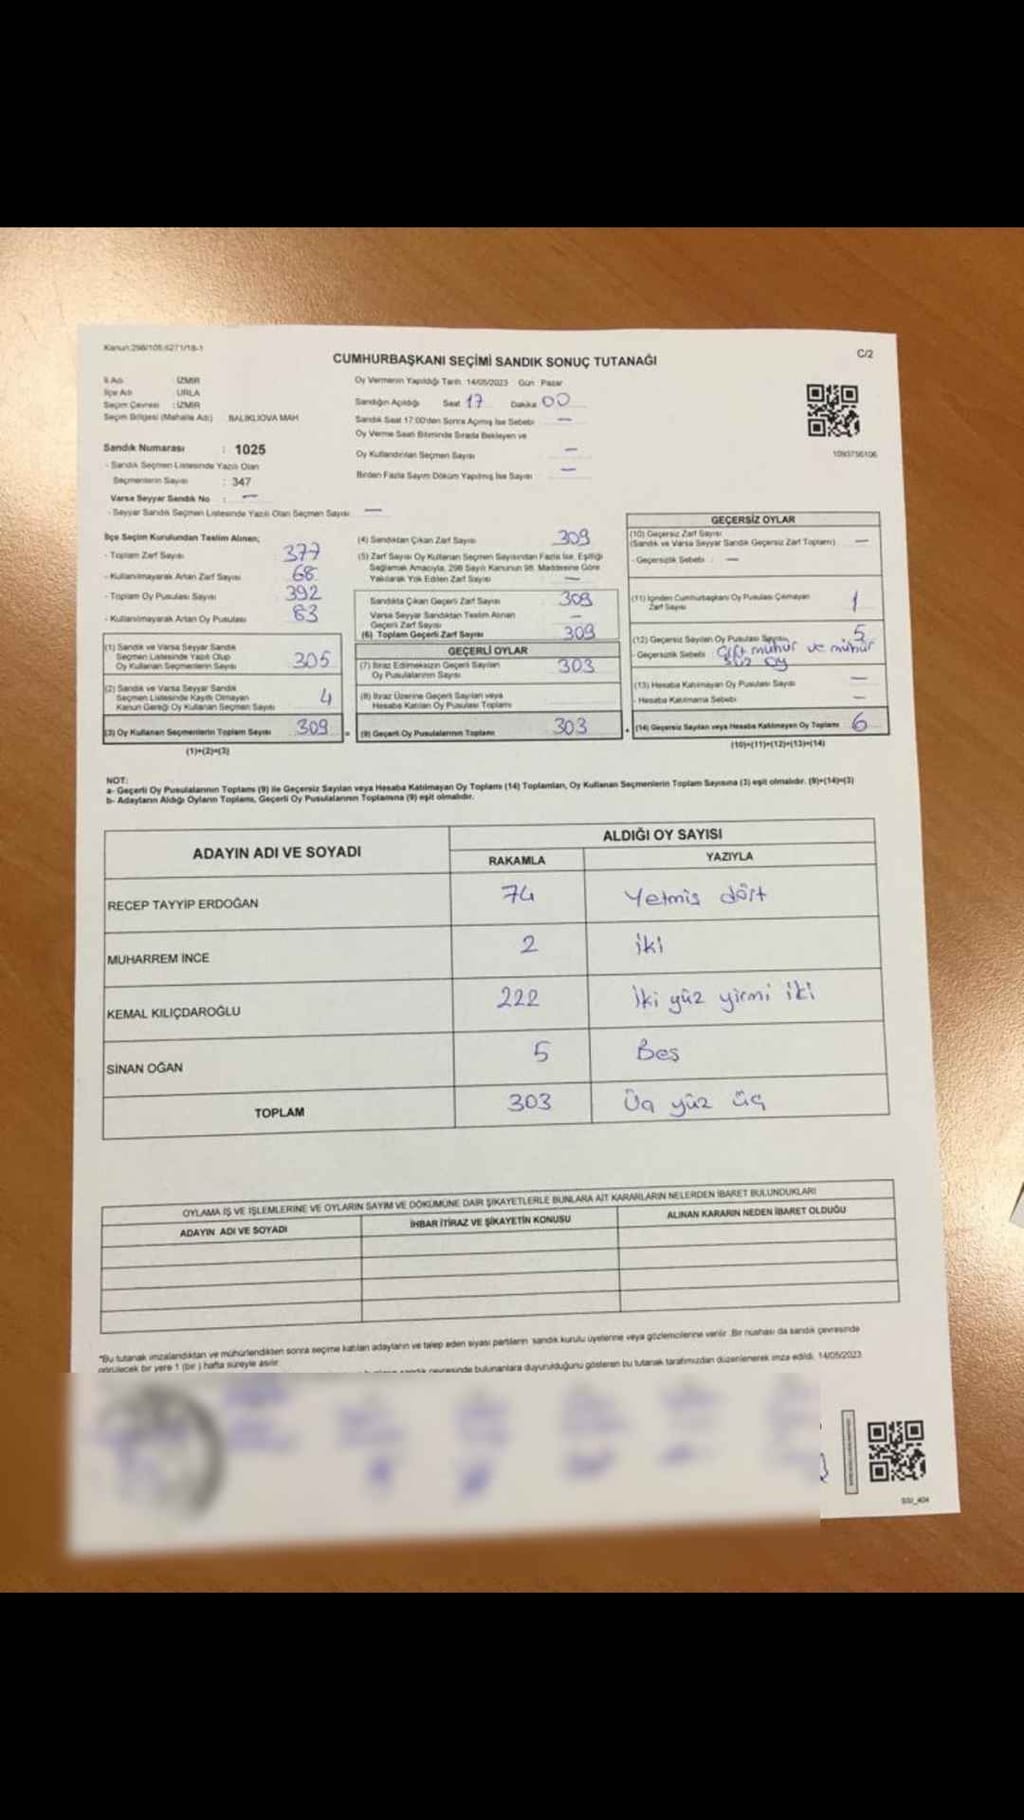 Kanun:298/105;6271/18-1
C/2
CUMHURBAŞKANI SEÇİMİ SANDIK SONUÇ TUTANAĞI
İl Adı : İZMİR
İlçe Adı : URLA
Seçim Çevresi : İZMİR
Seçim Bölgesi (Mahalle Adı) BALIKLIOVA MAH
Sandık Numarası : 1025
- Sandık Seçmen Listesinde Yazılı Olan
Seçmenlerin Sayısı : 347
Varsa Seyyar Sandık No : —
- Seyyar Sandık Seçmen Listesinde Yazılı Olan Seçmen Sayısı —
Oy Vermenin Yapıldığı Tarih 14/05/2023 Gün Pazar
Sandığın Açıldığı Saat 17 Dakika 00
Sandık Saat 17:00'den Sonra Açılmış İse Sebebi —
Oy Verme Saati Bitiminde Sırada Bekleyen ve
Oy Kullandırılan Seçmen Sayısı —
Birden Fazla Sayım Döküm Yapılmış İse Sayısı —
1093756106
İlçe Seçim Kurulundan Teslim Alınan;
- Toplam Zarf Sayısı 377
- Kullanılmayarak Artan Zarf Sayısı 68
- Toplam Oy Pusulası Sayısı 392
- Kullanılmayarak Artan Oy Pusulası 83
(1) Sandık ve Varsa Seyyar Sandık
Seçmen Listesinde Yazılı Olup
Oy Kullanan Seçmenlerin Sayısı 305
(2) Sandık ve Varsa Seyyar Sandık
Seçmen Listesinde Kayıtlı Olmayan
Kanun Gereği Oy Kullanan Seçmen Sayısı 4
(3) Oy Kullanan Seçmenlerin Toplam Sayısı 309
(1)+(2)=(3)
(4) Sandıktan Çıkan Zarf Sayısı 309
(5) Zarf Sayısı Oy Kullanan Seçmen Sayısından Fazla İse, Eşitliği
Sağlamak Amacıyla, 298 Sayılı Kanunun 98. Maddesine Göre
Yakılarak Yok Edilen Zarf Sayısı —
Sandıkta Çıkan Geçerli Zarf Sayısı 309
Varsa Seyyar Sandıktan Teslim Alınan
Geçerli Zarf Sayısı —
(6) Toplam Geçerli Zarf Sayısı 309
GEÇERLİ OYLAR
(7) İtiraz Edilmeksizin Geçerli Sayılan
Oy Pusulalarının Sayısı 303
(8) İtiraz Üzerine Geçerli Sayılan veya
Hesaba Katılan Oy Pusulası Toplamı
(9) Geçerli Oy Pusulalarının Toplamı 303
GEÇERSİZ OYLAR
(10) Geçersiz Zarf Sayısı
(Sandık ve Varsa Seyyar Sandık Geçersiz Zarf Toplamı) —
- Geçersizlik Sebebi : —
(11) İçinden Cumhurbaşkanı Oy Pusulası Çıkmayan
Zarf Sayısı 1
(12) Geçersiz Sayılan Oy Pusulası Sayısı 5
- Geçersizlik Sebebi : Çift mühür ve mühür
süz oy
(13) Hesaba Katılmayan Oy Pusulası Sayısı —
- Hesaba Katılmama Sebebi —
(14) Geçersiz Sayılan veya Hesaba Katılmayan Oy Toplamı 6
(10)+(11)+(12)+(13)=(14)
NOT:
a- Geçerli Oy Pusulalarının Toplamı (9) ile Geçersiz Sayılan veya Hesaba Katılmayan Oy Toplamı (14) Toplamları, Oy Kullanan Seçmenlerin Toplam Sayısına (3) eşit olmalıdır. (9)+(14)=(3)
b- Adayların Aldığı Oyların Toplamı, Geçerli Oy Pusulalarının Toplamına (9) eşit olmalıdır.
ADAYIN ADI VE SOYADI ALDIĞI OY SAYISI
RAKAMLA YAZIYLA
RECEP TAYYİP ERDOĞAN 74 Yetmiş dört
MUHARREM İNCE 2 İki
KEMAL KILIÇDAROĞLU 222 İki yüz yirmi iki
SİNAN OĞAN 5 Beş
TOPLAM 303 Üç yüz üç
OYLAMA İŞ VE İŞLEMLERİNE VE OYLARIN SAYIM VE DÖKÜMÜNE DAİR ŞİKAYETLERLE BUNLARA AİT KARARLARIN NELERDEN İBARET BULUNDUKLARI
ADAYIN ADI VE SOYADI İHBAR İTİRAZ VE ŞİKAYETİN KONUSU ALINAN KARARIN NEDEN İBARET OLDUĞU
*Bu tutanak imzalandıktan ve mühürlendikten sonra seçime katılan adayların ve talep eden siyasi partilerin sandık kurulu üyelerine veya gözlemcilerine verilir. Bir nüshası da sandık çevresinde
görülecek bir yere 1 (bir) hafta süreyle asılır.
sandık çevresinde bulunanlara duyurulduğunu gösteren bu tutanak tarafımızdan düzenlenerek imza edildi. 14/05/2023